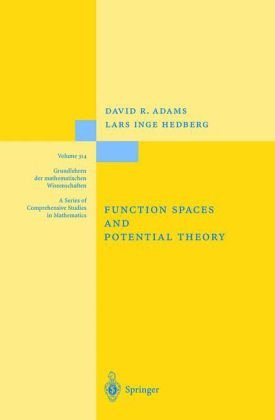 DAVID R. ADAMS
LARS INGE HEDBERG
Volume 314
Grundlehren
der mathematischen
Wissenschaften
A Series of
Comprehensive Studies
in Mathematics
FUNCTION SPACES
AND
POTENTIAL THEORY
Springer